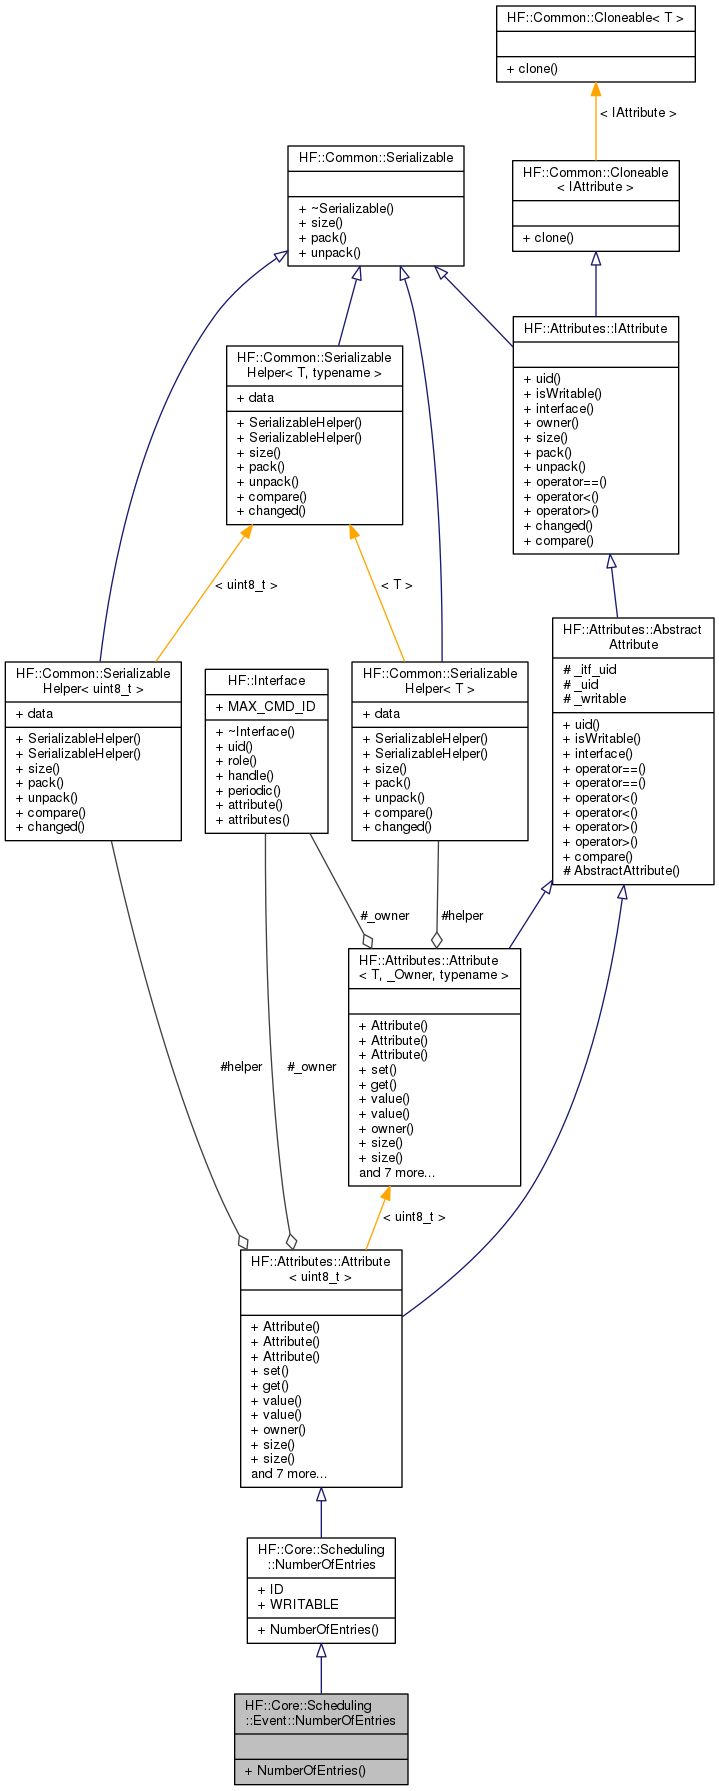 HF::Common::Cloneable< T >
+ clone()
< IAttribute >
HF::Common::Serializable
+ ~Serializable()
+ size()
+ pack()
+ unpack()
HF::Common::Cloneable
< IAttribute >
+ clone()
HF::Attributes::IAttribute
+ uid()
+ isWritable()
+ interface()
+ owner()
+ size()
+ pack()
+ unpack()
+ operator==()
+ operator<()
+ operator>()
+ changed()
+ compare()
HF::Common::Serializable
Helper< T, typename >
+ data
+ SerializableHelper()
+ SerializableHelper()
+ size()
+ pack()
+ unpack()
+ compare()
+ changed()
< uint8_t >
< T >
HF::Attributes::Abstract
Attribute
# _itf_uid
# _uid
# _writable
+ uid()
+ isWritable()
+ interface()
+ operator==()
+ operator==()
+ operator<()
+ operator<()
+ operator>()
+ operator>()
+ compare()
# AbstractAttribute()
HF::Common::Serializable
Helper< uint8_t >
+ data
+ SerializableHelper()
+ SerializableHelper()
+ size()
+ pack()
+ unpack()
+ compare()
+ changed()
HF::Interface
+ MAX_CMD_ID
+ ~Interface()
+ uid()
+ role()
+ handle()
+ periodic()
+ attribute()
+ attributes()
HF::Common::Serializable
Helper< T >
+ data
+ SerializableHelper()
+ SerializableHelper()
+ size()
+ pack()
+ unpack()
+ compare()
+ changed()
#_owner
#helper
HF::Attributes::Attribute
< T, _Owner, typename >
+ Attribute()
+ Attribute()
+ Attribute()
+ set()
+ get()
+ value()
+ value()
+ owner()
+ size()
+ size()
and 7 more...
#helper
#_owner
< uint8_t >
HF::Attributes::Attribute
< uint8_t >
+ Attribute()
+ Attribute()
+ Attribute()
+ set()
+ get()
+ value()
+ value()
+ owner()
+ size()
+ size()
and 7 more...
HF::Core::Scheduling
::NumberOfEntries
+ ID
+ WRITABLE
+ NumberOfEntries()
HF::Core::Scheduling
::Event::NumberOfEntries
+ NumberOfEntries()